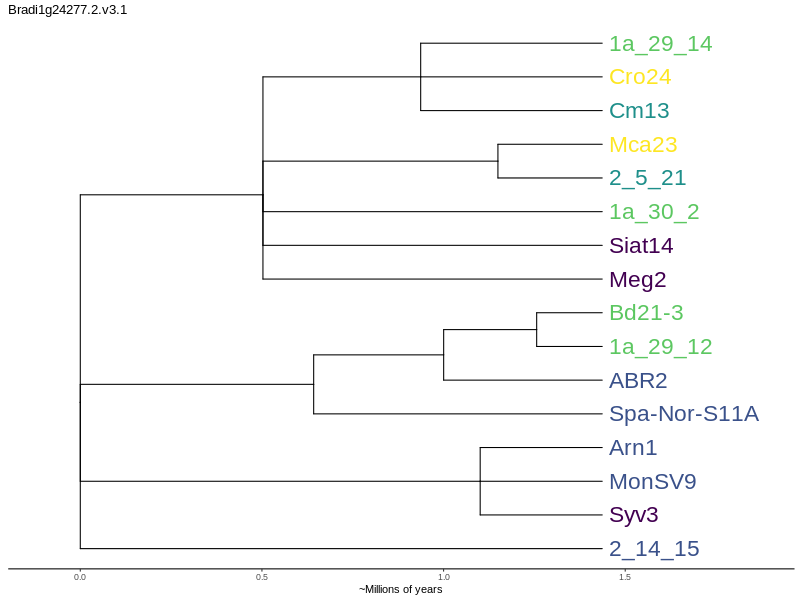 Bradi1g24277.2.v3.1
1a_29_14
Cro24
Cm13
Mca23
2_5_21
1a_30_2
Siat14
Meg2
Bd21-3
1a_29_12
ABR2
Spa-Nor-S11A
Arn1
MonSV9
Syv3
2_14_15
0.0 0.5 1.0 1.5
~Millions of years